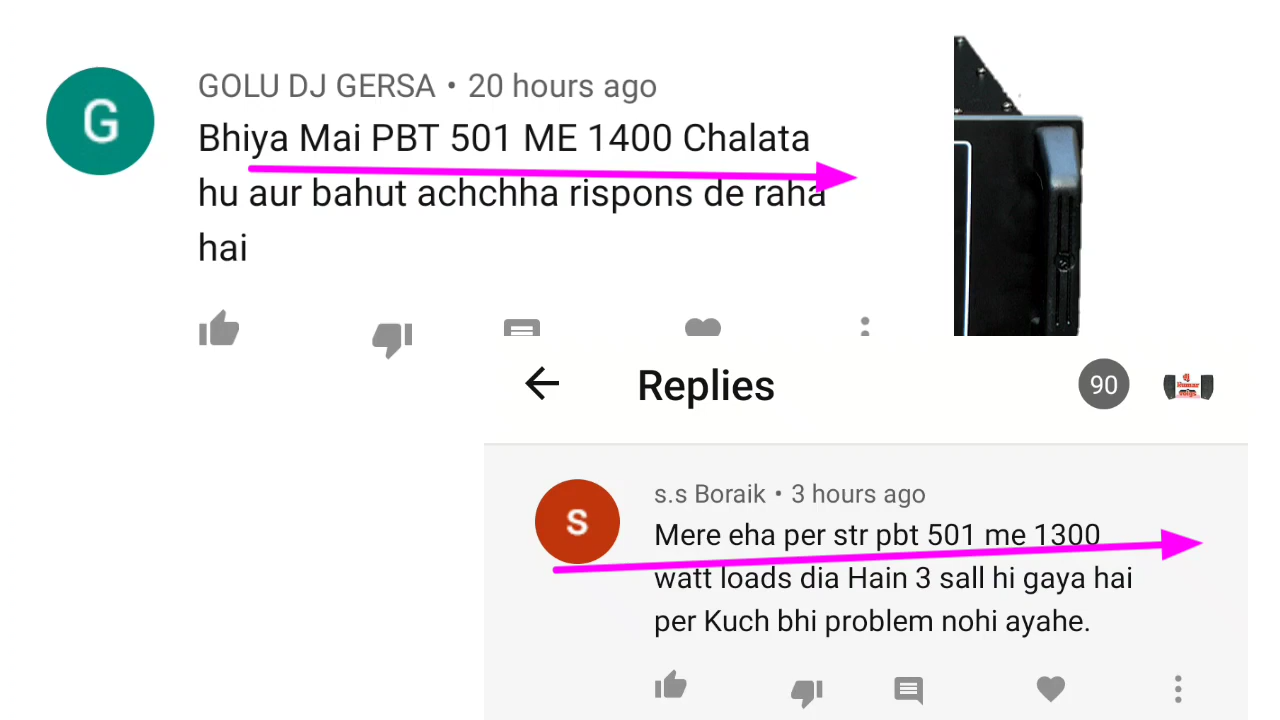 G
GOLU DJ GERSA • 20 hours ago
Bhiya Mai PBT 501 ME 1400 Chalata
hu aur bahut achchha rispons de raha
hai
Replies
90
dj
Kumar
S
s.s Boraik • 3 hours ago
Mere eha per str pbt 501 me 1300
watt loads dia Hain 3 sall hi gaya hai
per Kuch bhi problem nohi ayahe.